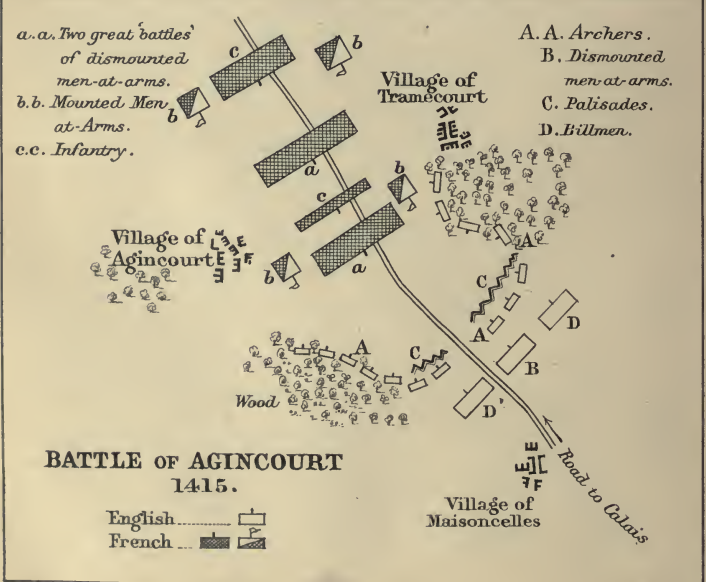 a.a. Two great 'battles'
of dismounted
men-at-arms.
b.b. Mounted Men
at-Arms.
c.c. Infantry.
A. A. Archers.
B. Dismounted
men-at-arms.
C. Palisades.
D. Billmen.
c
b
b
Village of
Tramecourt
a
c
b
Village of
Agincourt
b
a
A
C
A
D
B
A
C
D
Wood
Road to Calais
BATTLE OF AGINCOURT
1415.
English
French
Village of
Maisoncelles